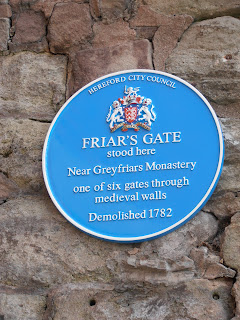 HEREFORD CITY COUNCIL
FRIAR'S GATE
stood here
Near Greyfriars Monastery
one of six gates through
medieval walls
Demolished 1782